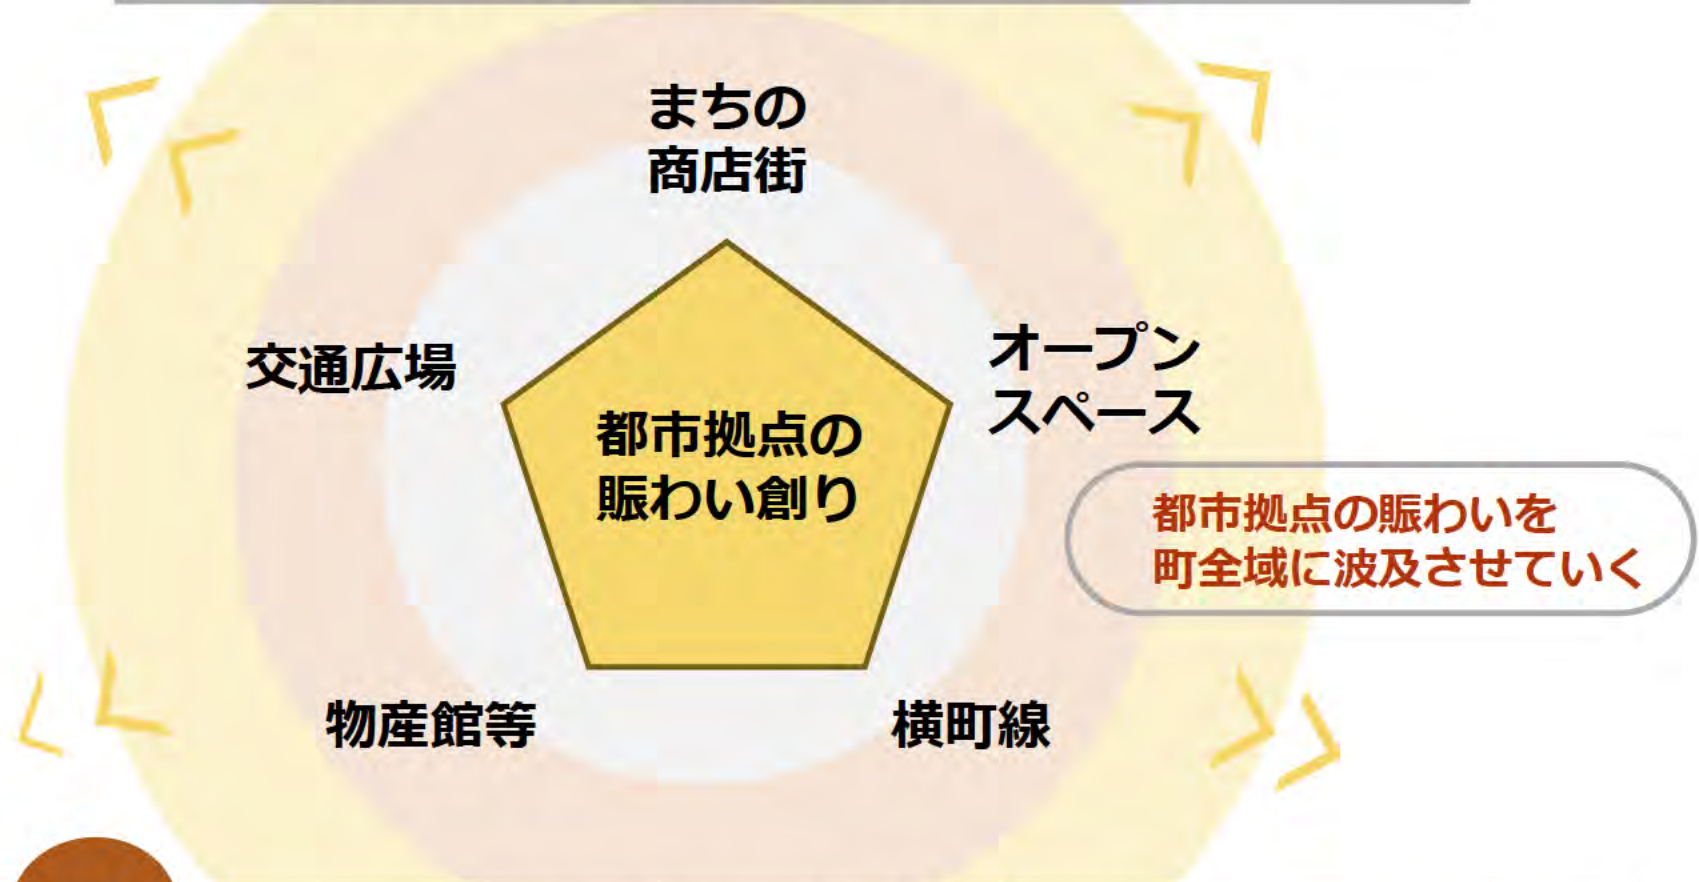 まちの
商店街
交通広場
オープン
スペース
都市拠点の
賑わい創り
都市拠点の賑わいを
町全域に波及させていく
物産館等
横町線